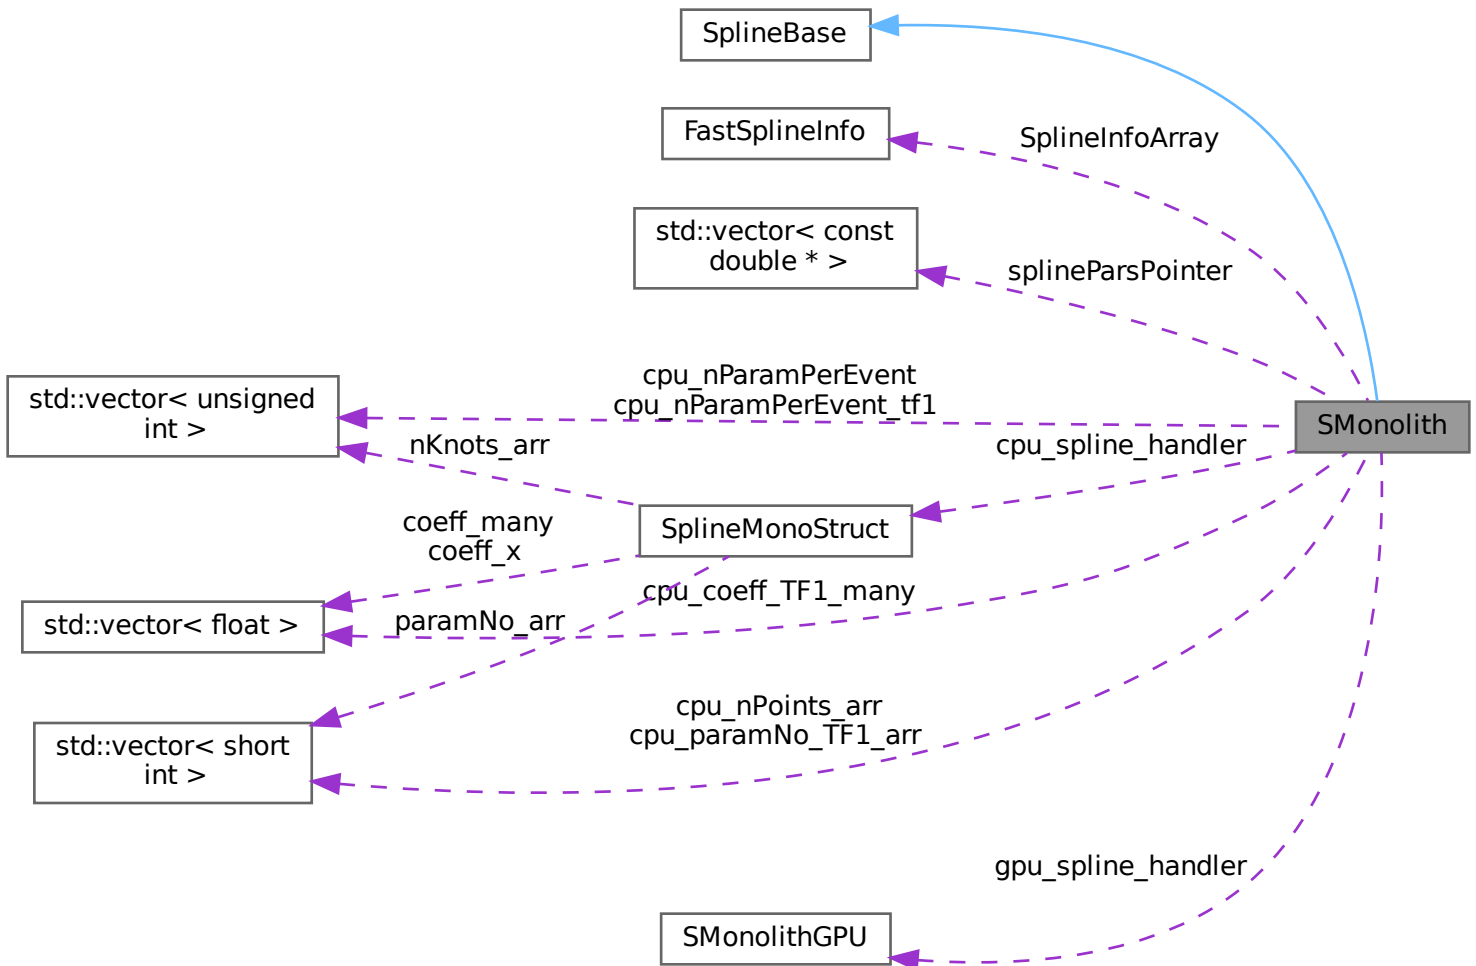 SplineBase
FastSplineInfo
SplineInfoArray
std::vector< const
double * >
splineParsPointer
cpu_nParamPerEvent
cpu_nParamPerEvent_tf1
std::vector< unsigned
int >
SMonolith
nKnots_arr
cpu_spline_handler
coeff_many
coeff_x
SplineMonoStruct
cpu_coeff_TF1_many
std::vector< float >
paramNo_arr
cpu_nPoints_arr
cpu_paramNo_TF1_arr
std::vector< short
int >
gpu_spline_handler
SMonolithGPU